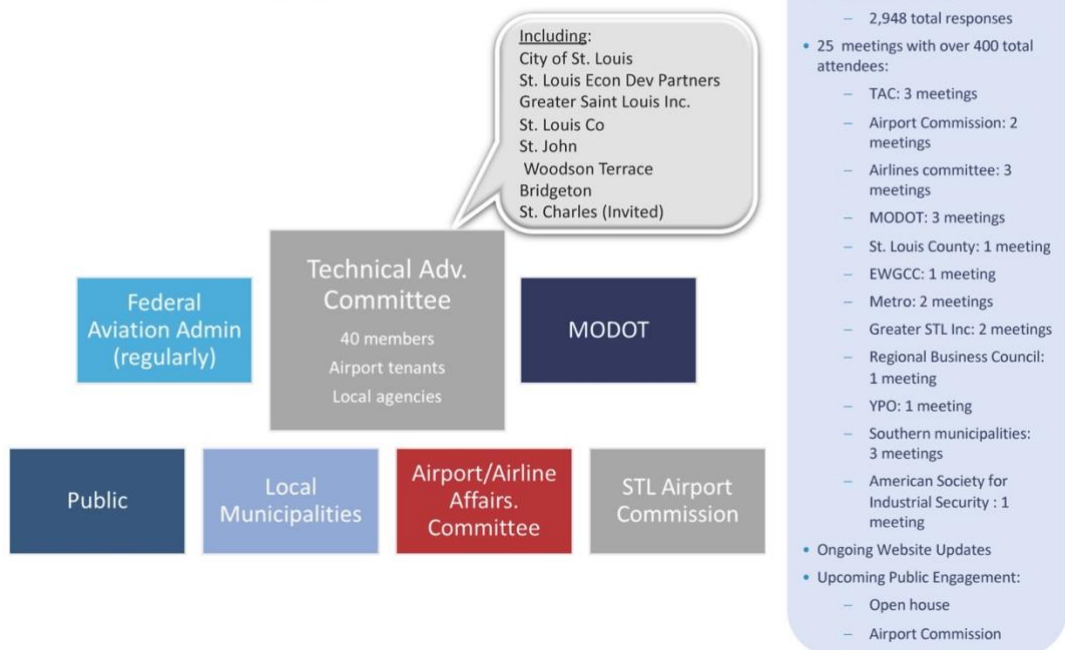 Including:
City of St. Louis
St. Louis Econ Dev Partners
Greater Saint Louis Inc.
St. Louis Co
St. John
Woodson Terrace
Bridgeton
St. Charles (Invited)
Federal
Aviation Admin
(regularly)
Technical Adv.
Committee
40 members
Airport tenants
Local agencies
MODOT
Public
Local
Municipalities
Airport/Airline
Affairs.
Committee
STL Airport
Commission
– 2,948 total responses
• 25 meetings with over 400 total
attendees:
– TAC: 3 meetings
– Airport Commission: 2
meetings
– Airlines committee: 3
meetings
– MODOT: 3 meetings
– St. Louis County: 1 meeting
– EWGCC: 1 meeting
– Metro: 2 meetings
– Greater STL Inc: 2 meetings
– Regional Business Council:
1 meeting
– YPO: 1 meeting
– Southern municipalities:
3 meetings
– American Society for
Industrial Security : 1
meeting
• Ongoing Website Updates
• Upcoming Public Engagement:
– Open house
– Airport Commission